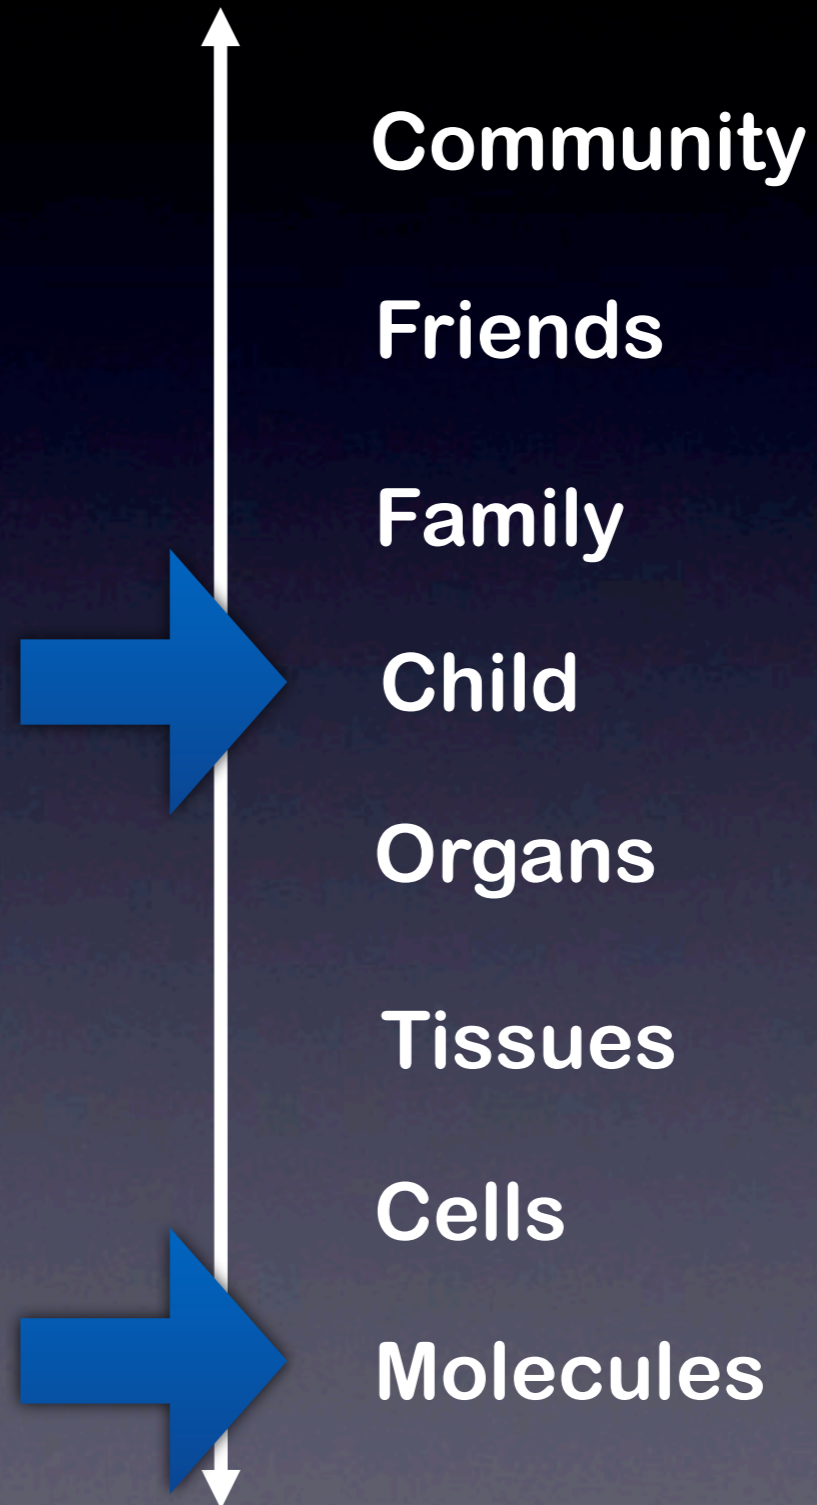 Community
Friends
Family
Child
Organs
Tissues
Cells
Molecules